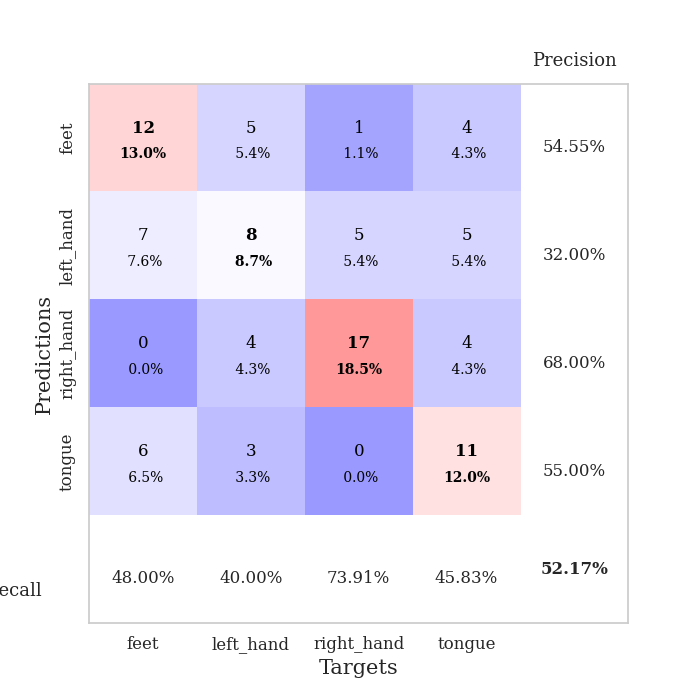 Precision
feet
12 5 1 4 54.55%
13.0% 5.4% 1.1% 4.3%
left_hand
7 8 5 5 32.00%
7.6% 8.7% 5.4% 5.4%
Predictions
right_hand
0 4 17 4 68.00%
0.0% 4.3% 18.5% 4.3%
tongue
6 3 0 11 55.00%
6.5% 3.3% 0.0% 12.0%
ecall 48.00% 40.00% 73.91% 45.83% 52.17%
feet left_hand right_hand tongue
Targets